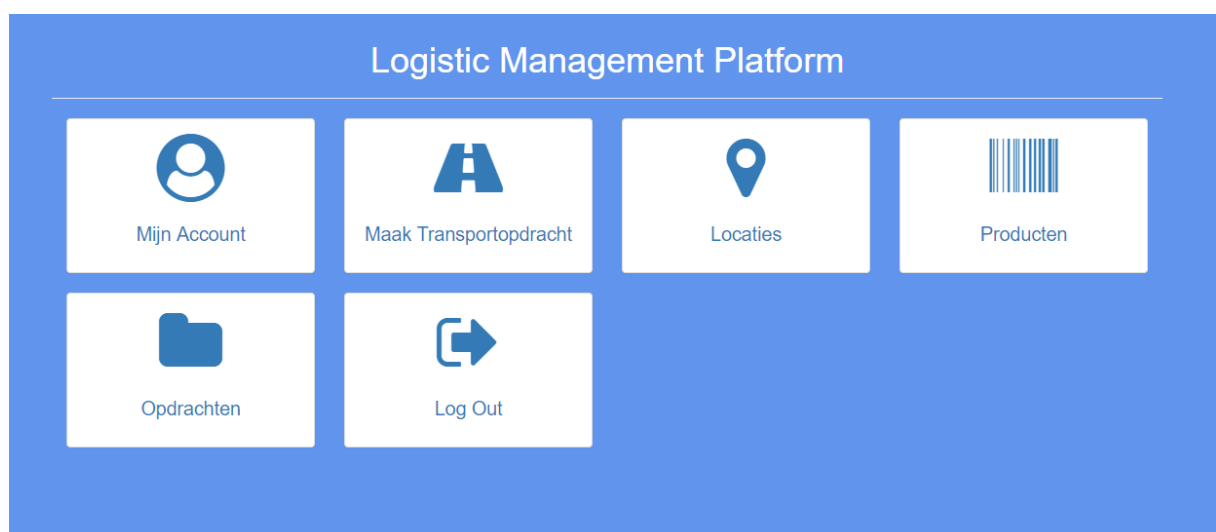 Logistic Management Platform
Mijn Account
Maak Transportopdracht
Locaties
Producten
Opdrachten
Log Out